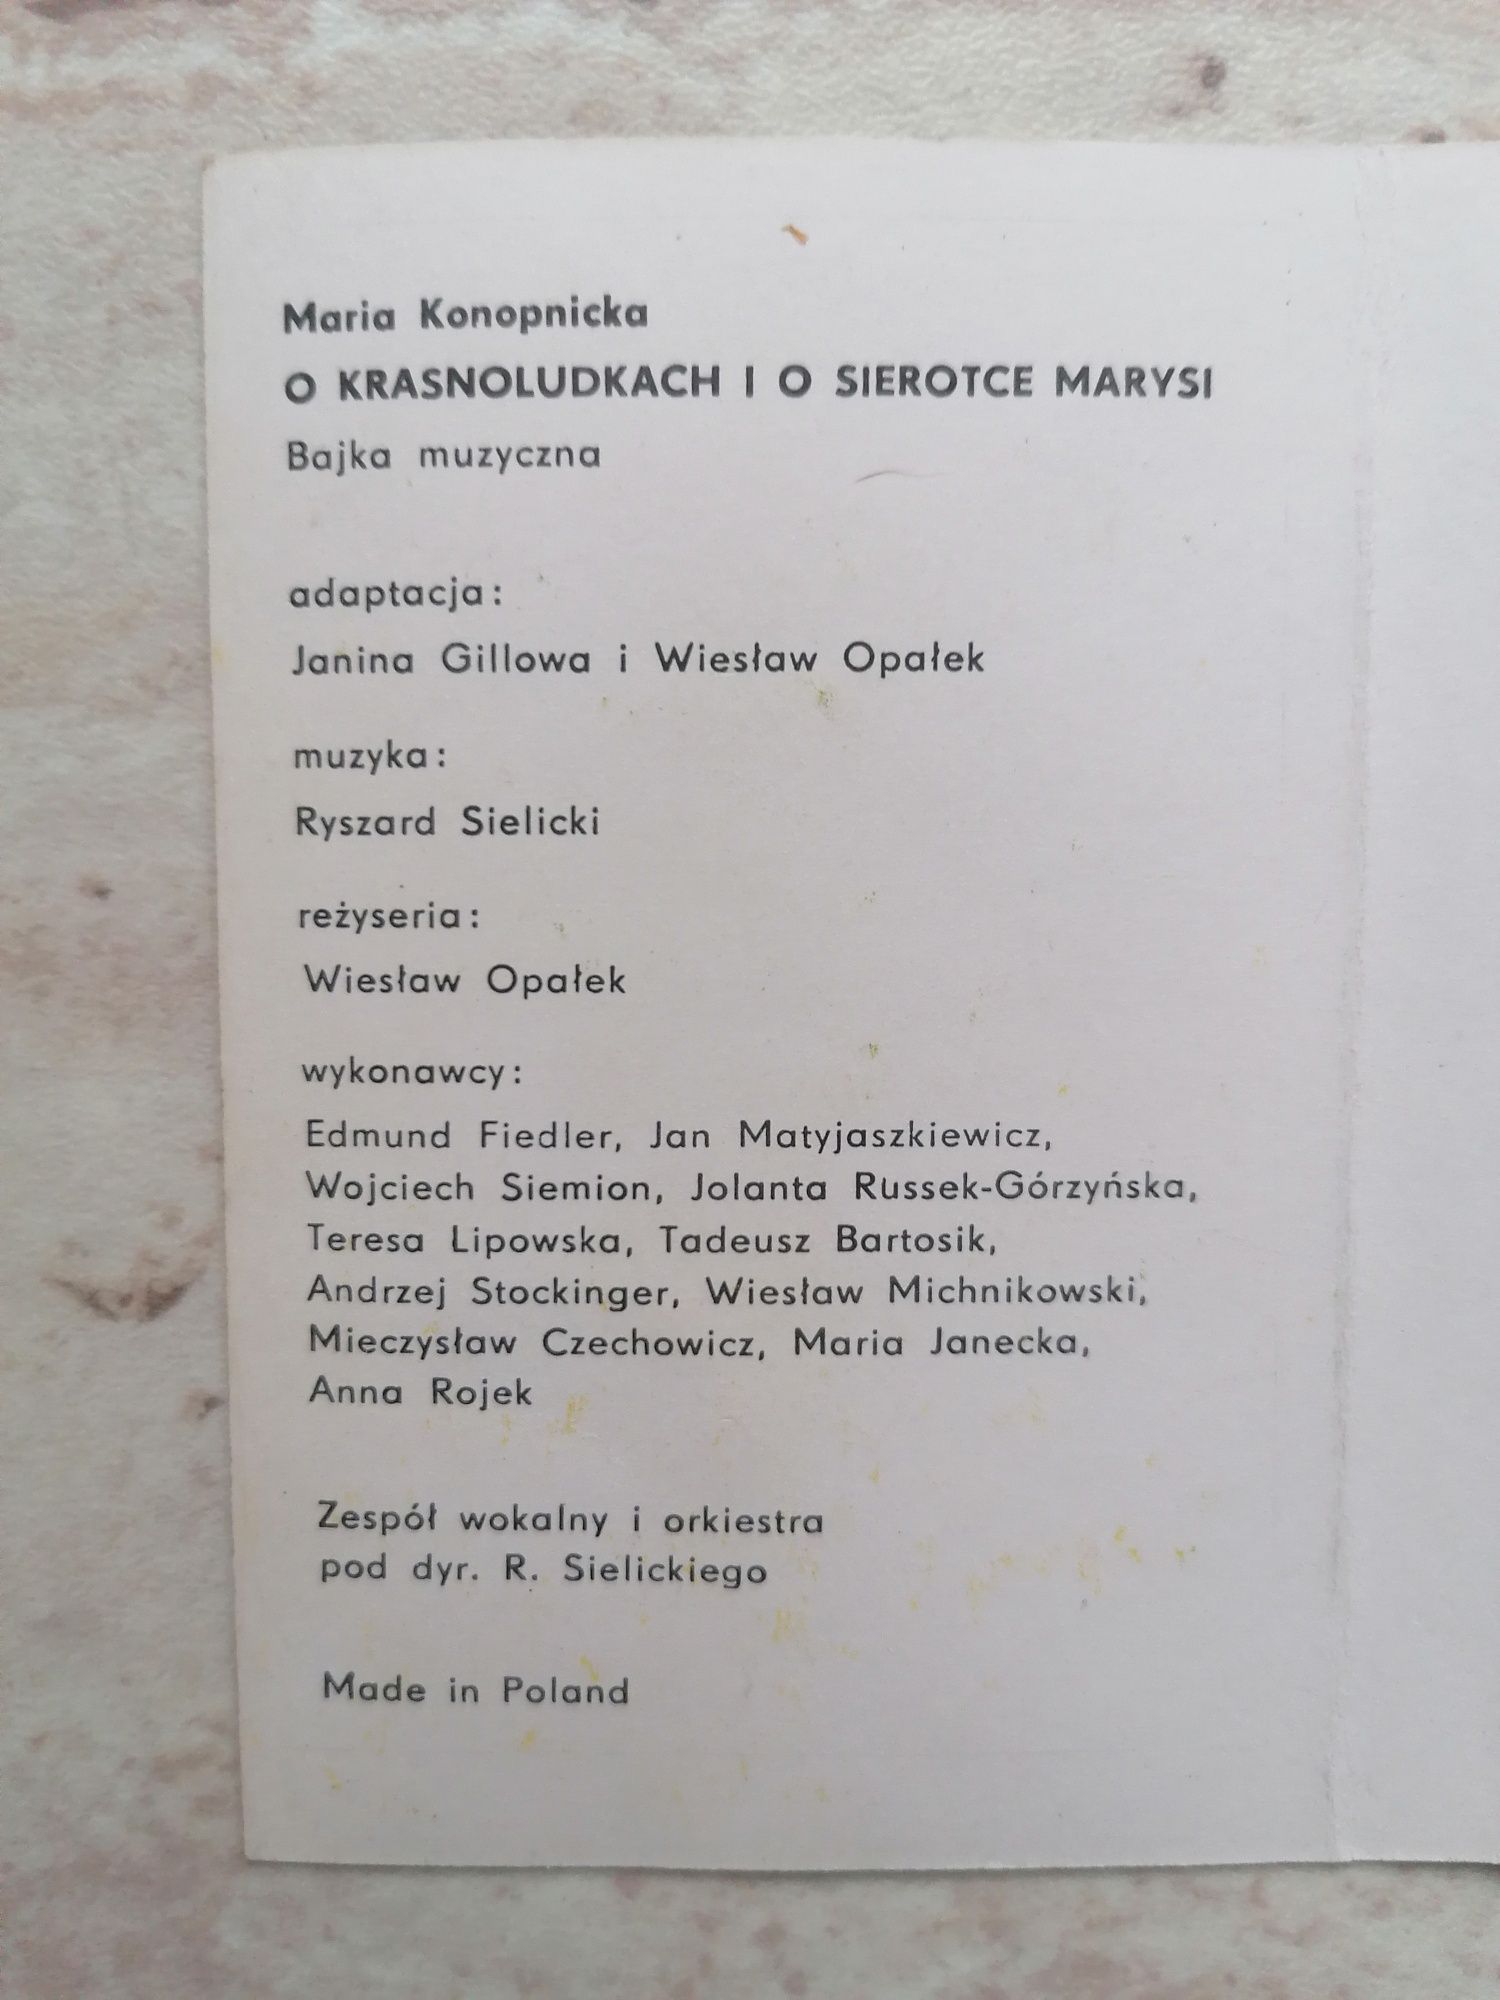 Maria Konopnicka
O KRASNOLUDKACH I O SIEROTCE MARYSI
Bajka muzyczna
adaptacja:
Janina Gillowa i Wiesław Opałek
muzyka:
Ryszard Sielicki
reżyseria:
Wiesław Opałek
wykonawcy:
Edmund Fiedler, Jan Matyjaszkiewicz,
Wojciech Siemion, Jolanta Russek-Górzyńska,
Teresa Lipowska, Tadeusz Bartosik,
Andrzej Stockinger, Wiesław Michnikowski,
Mieczysław Czechowicz, Maria Janecka,
Anna Rojek
Zespół wokalny i orkiestra
pod dyr. R. Sielickiego
Made in Poland